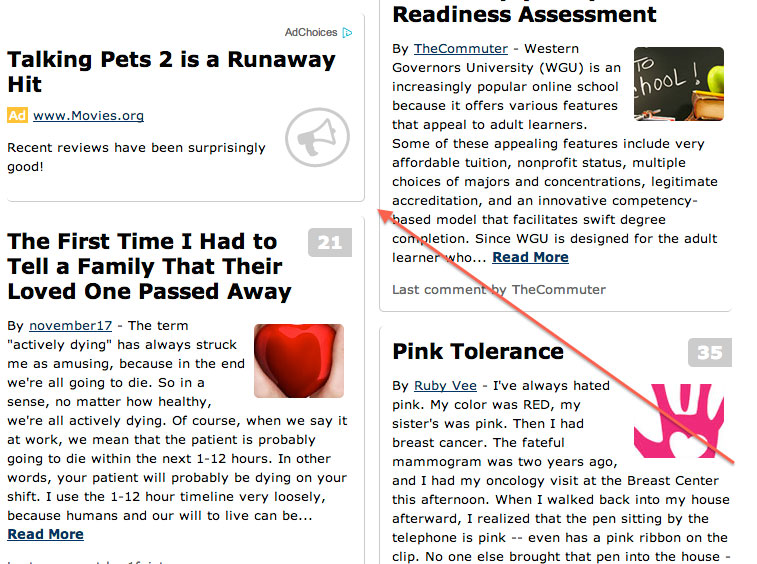 AdChoices
Talking Pets 2 is a Runaway
Hit
Ad www.Movies.org
Recent reviews have been surprisingly
good!
The First Time I Had to
Tell a Family That Their
Loved One Passed Away
21
By november17 - The term
"actively dying" has always struck
me as amusing, because in the end
we're all going to die. So in a
sense, no matter how healthy,
we're all actively dying. Of course, when we say it
at work, we mean that the patient is probably
going to die within the next 1-12 hours. In other
words, your patient will probably be dying on your
shift. I use the 1-12 hour timeline very loosely,
because humans and our will to live can be...
Read More
Readiness Assessment
By TheCommuter - Western
Governors University (WGU) is an
increasingly popular online school
because it offers various features
that appeal to adult learners.
Some of these appealing features include very
affordable tuition, nonprofit status, multiple
choices of majors and concentrations, legitimate
accreditation, and an innovative competency-
based model that facilitates swift degree
completion. Since WGU is designed for the adult
learner who... Read More
Last comment by TheCommuter
TO
hool!
Pink Tolerance
35
By Ruby Vee - I've always hated
pink. My color was RED, my
sister's was pink. Then I had
breast cancer. The fateful
mammogram was two years ago,
and I had my oncology visit at the Breast Center
this afternoon. When I walked back into my house
afterward, I realized that the pen sitting by the
telephone is pink -- even has a pink ribbon on the
clip. No one else brought that pen into the house -